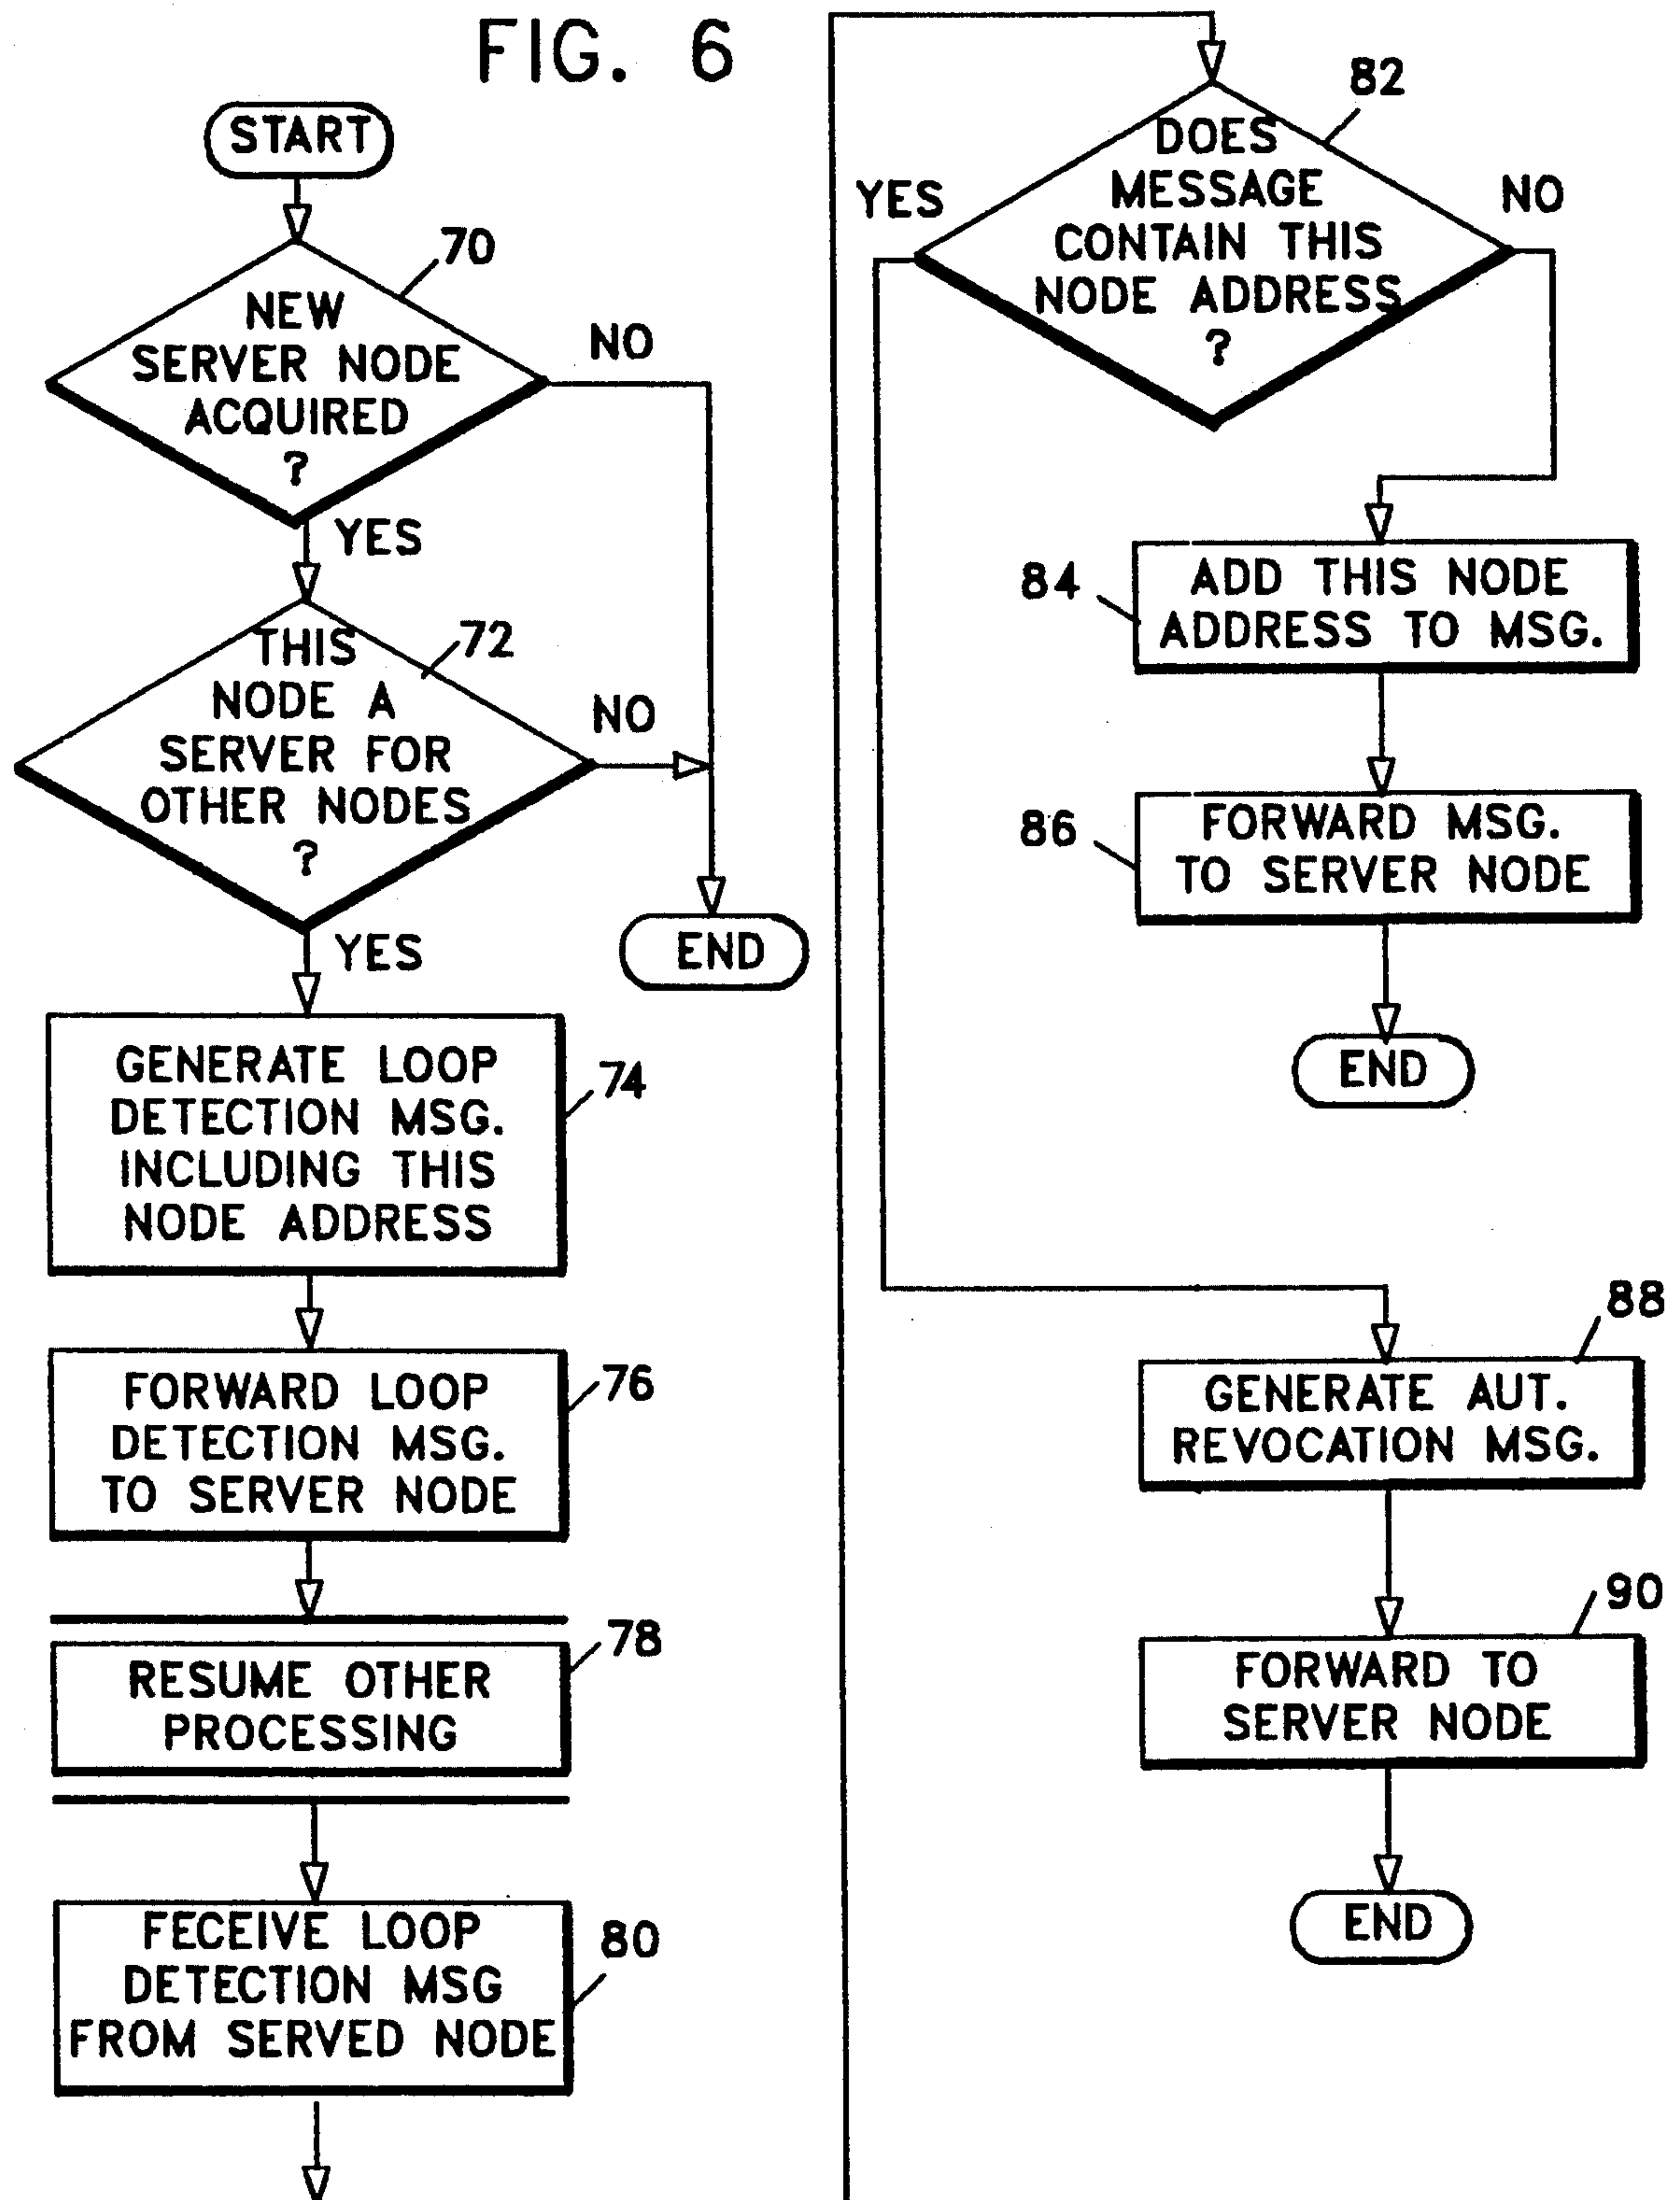 FIG. 6
START
70
NEW
SERVER NODE
ACQUIRED
?
NO
YES
72
THIS
NODE A
SERVER FOR
OTHER NODES
?
NO
YES
END
GENERATE LOOP
DETECTION MSG.
INCLUDING THIS
NODE ADDRESS
74
FORWARD LOOP
DETECTION MSG.
TO SERVER NODE
76
RESUME OTHER
PROCESSING
78
FECEIVE LOOP
DETECTION MSG
FROM SERVED NODE
80
82
DOES
MESSAGE
CONTAIN THIS
NODE ADDRESS
?
YES
NO
84
ADD THIS NODE
ADDRESS TO MSG.
86
FORWARD MSG.
TO SERVER NODE
END
88
GENERATE AUT.
REVOCATION MSG.
90
FORWARD TO
SERVER NODE
END